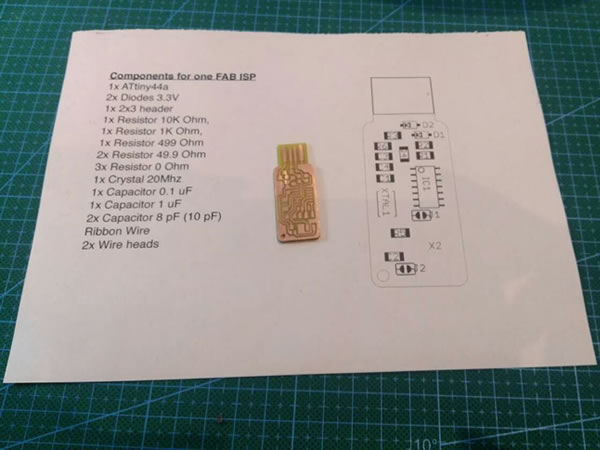 Components for one FAB ISP
1x ATtiny44a
2x Diodes 3.3V
1x 2x3 header
1x Resistor 10K Ohm,
1x Resistor 1K Ohm,
1x Resistor 499 Ohm
2x Resistor 49.9 Ohm
3x Resistor 0 Ohm
1x Crystal 20Mhz
1x Capacitor 0.1 uF
1x Capacitor 1 uF
2x Capacitor 8 pF (10 pF)
Ribbon Wire
2x Wire heads
D2
D1
IC1
XTAL1
J1
X2
J2
10°